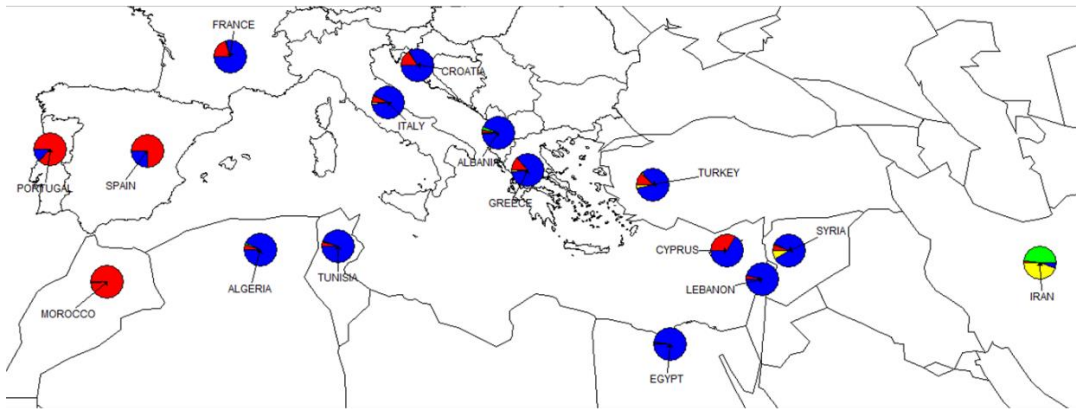 FRANCE
CROATIA
ITALY
ALBANIA
PORTUGAL
SPAIN
GREECE
TURKEY
SYRIA
CYPRUS
LEBANON
TUNISIA
ALGERIA
MOROCCO
IRAN
EGYPT